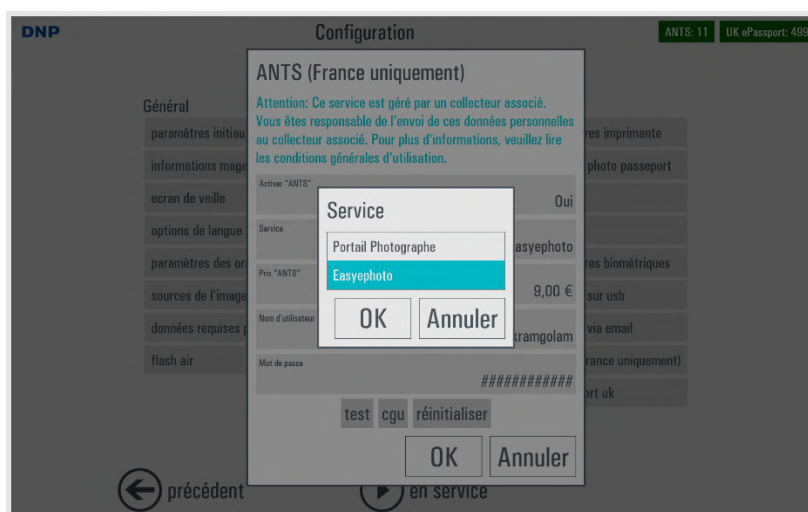 DNP
Configuration
ANTS: 11
UK ePassport: 499
Général
paramètres initiau
informations mage
ecran de veille
options de langue
paramètres des or
sources de l'image
données requises p
flash air
ANTS (France uniquement)
Attention: Ce service est géré par un collecteur associé.
Vous êtes responsable de l'envoi de ces données personnelles
au collecteur associé. Pour plus d'informations, veuillez lire
les conditions générales d'utilisation.
Activer "ANTS"
Oui
Service
asyephoto
Prix "ANTS"
9,00 €
Nom d'utilisateur
kramgolam
Mot de passe
############
test
cgu
réinitialiser
OK
Annuler
Service
Portail Photographe
Easyephoto
OK
Annuler
res imprimante
photo passeport
res biométriques
sur usb
via email
rance uniquement)
ort uk
précédent
en service